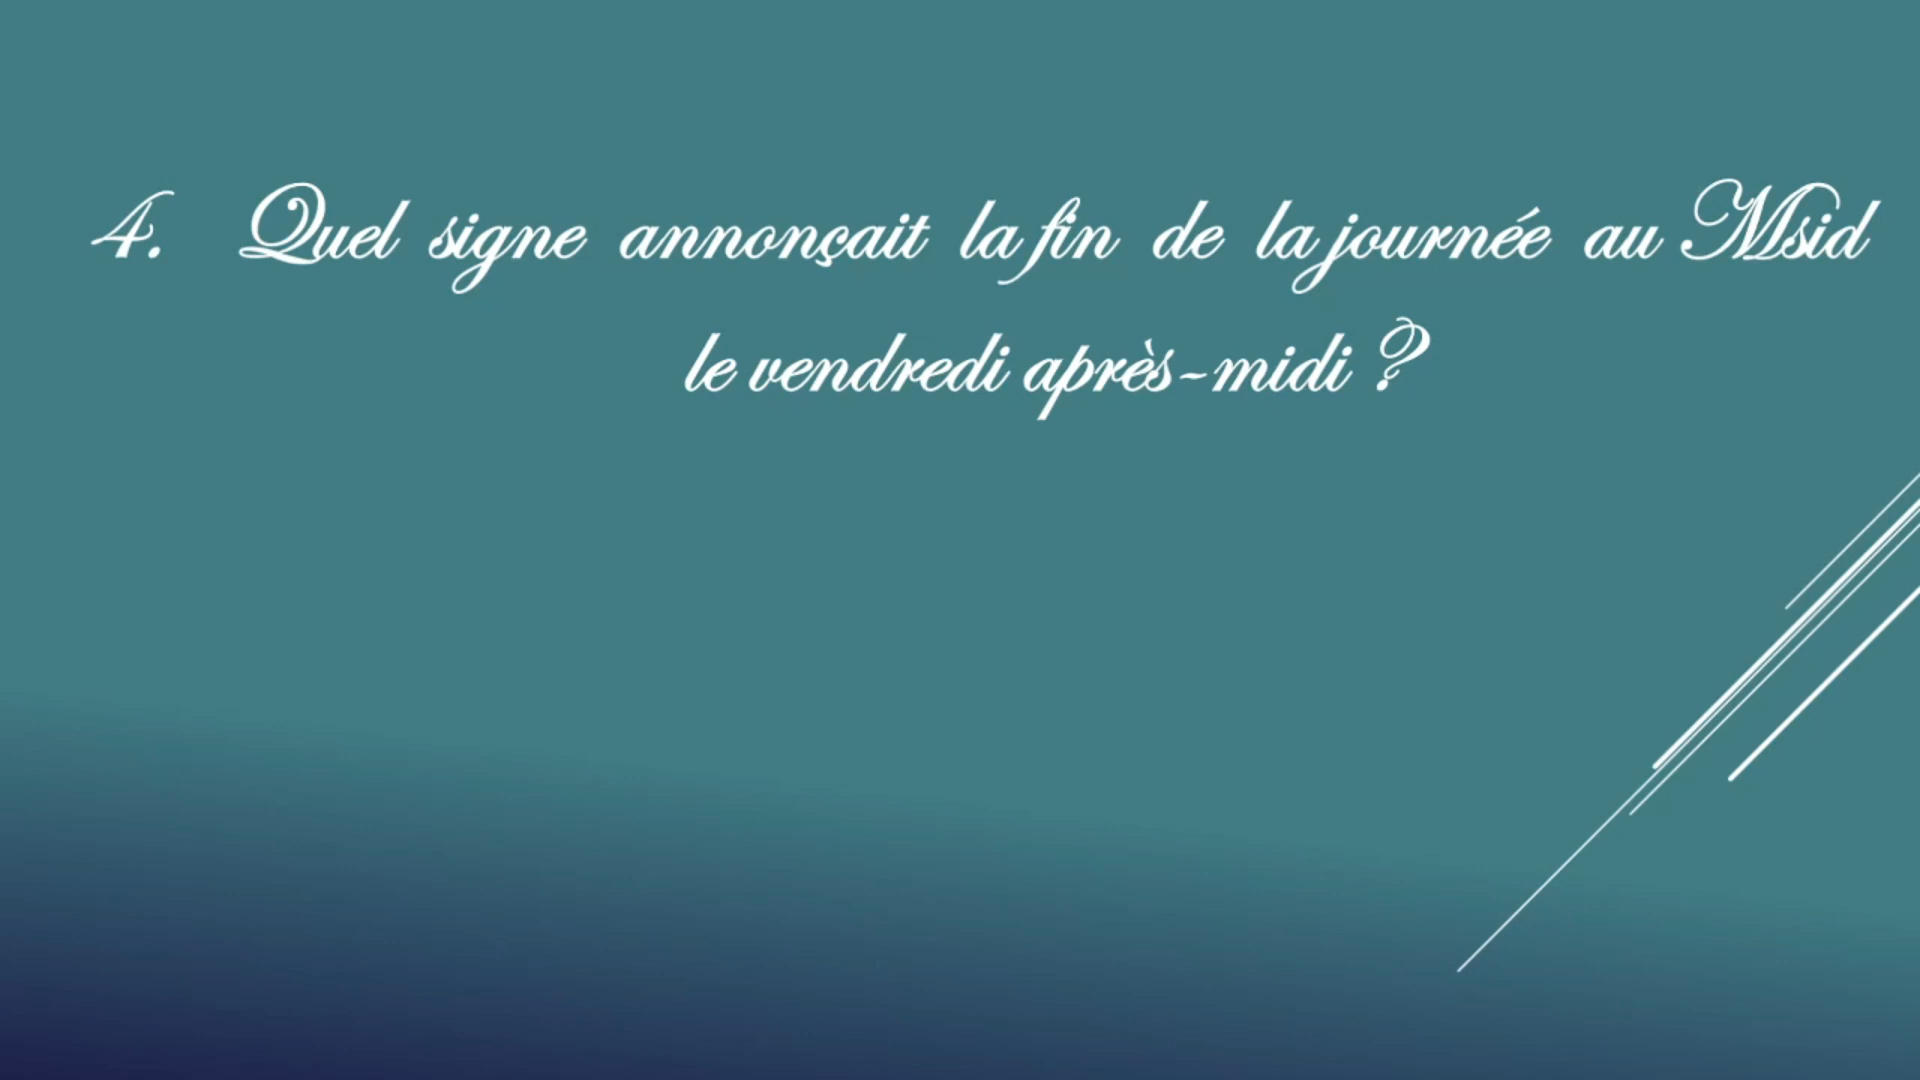 4. Quel signe annonçait la fin de la journée au Msid
le vendredi après-midi ?